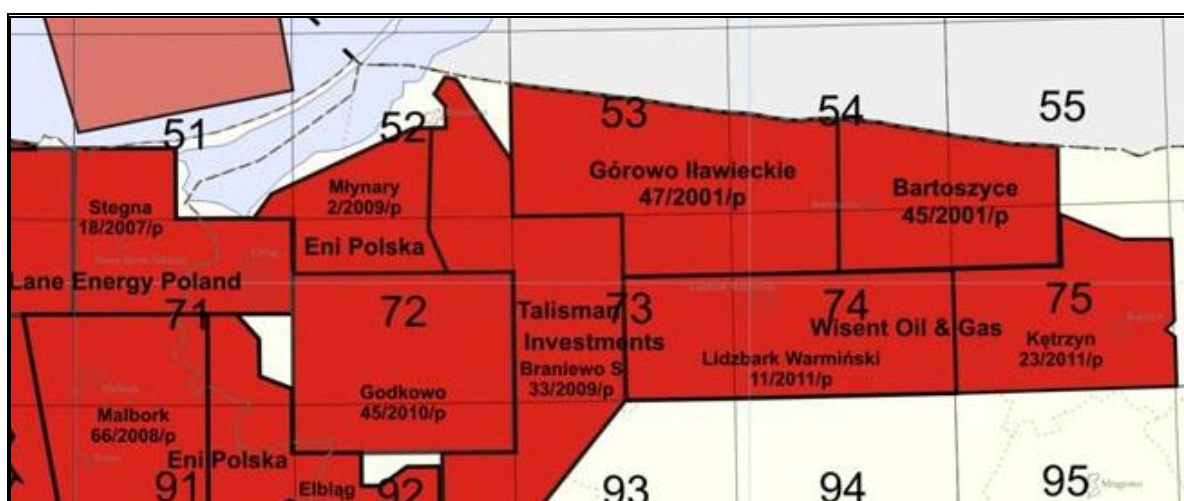 51
52
53
54
55
Górowo Iławieckie
47/2001/p
Bartoszyce
45/2001/p
Młynary
2/2009/p
Eni Polska
Stegna
18/2007/p
Lane Energy Poland
71
72
73
74
75
Talisman
Investments
Braniewo S
33/2009/p
Wisent Oil & Gas
Lidzbark Warmiński
11/2011/p
Kętrzyn
23/2011/p
Godkowo
45/2010/p
Malbork
66/2008/p
Eni Polska
Elbląg
91
92
93
94
95